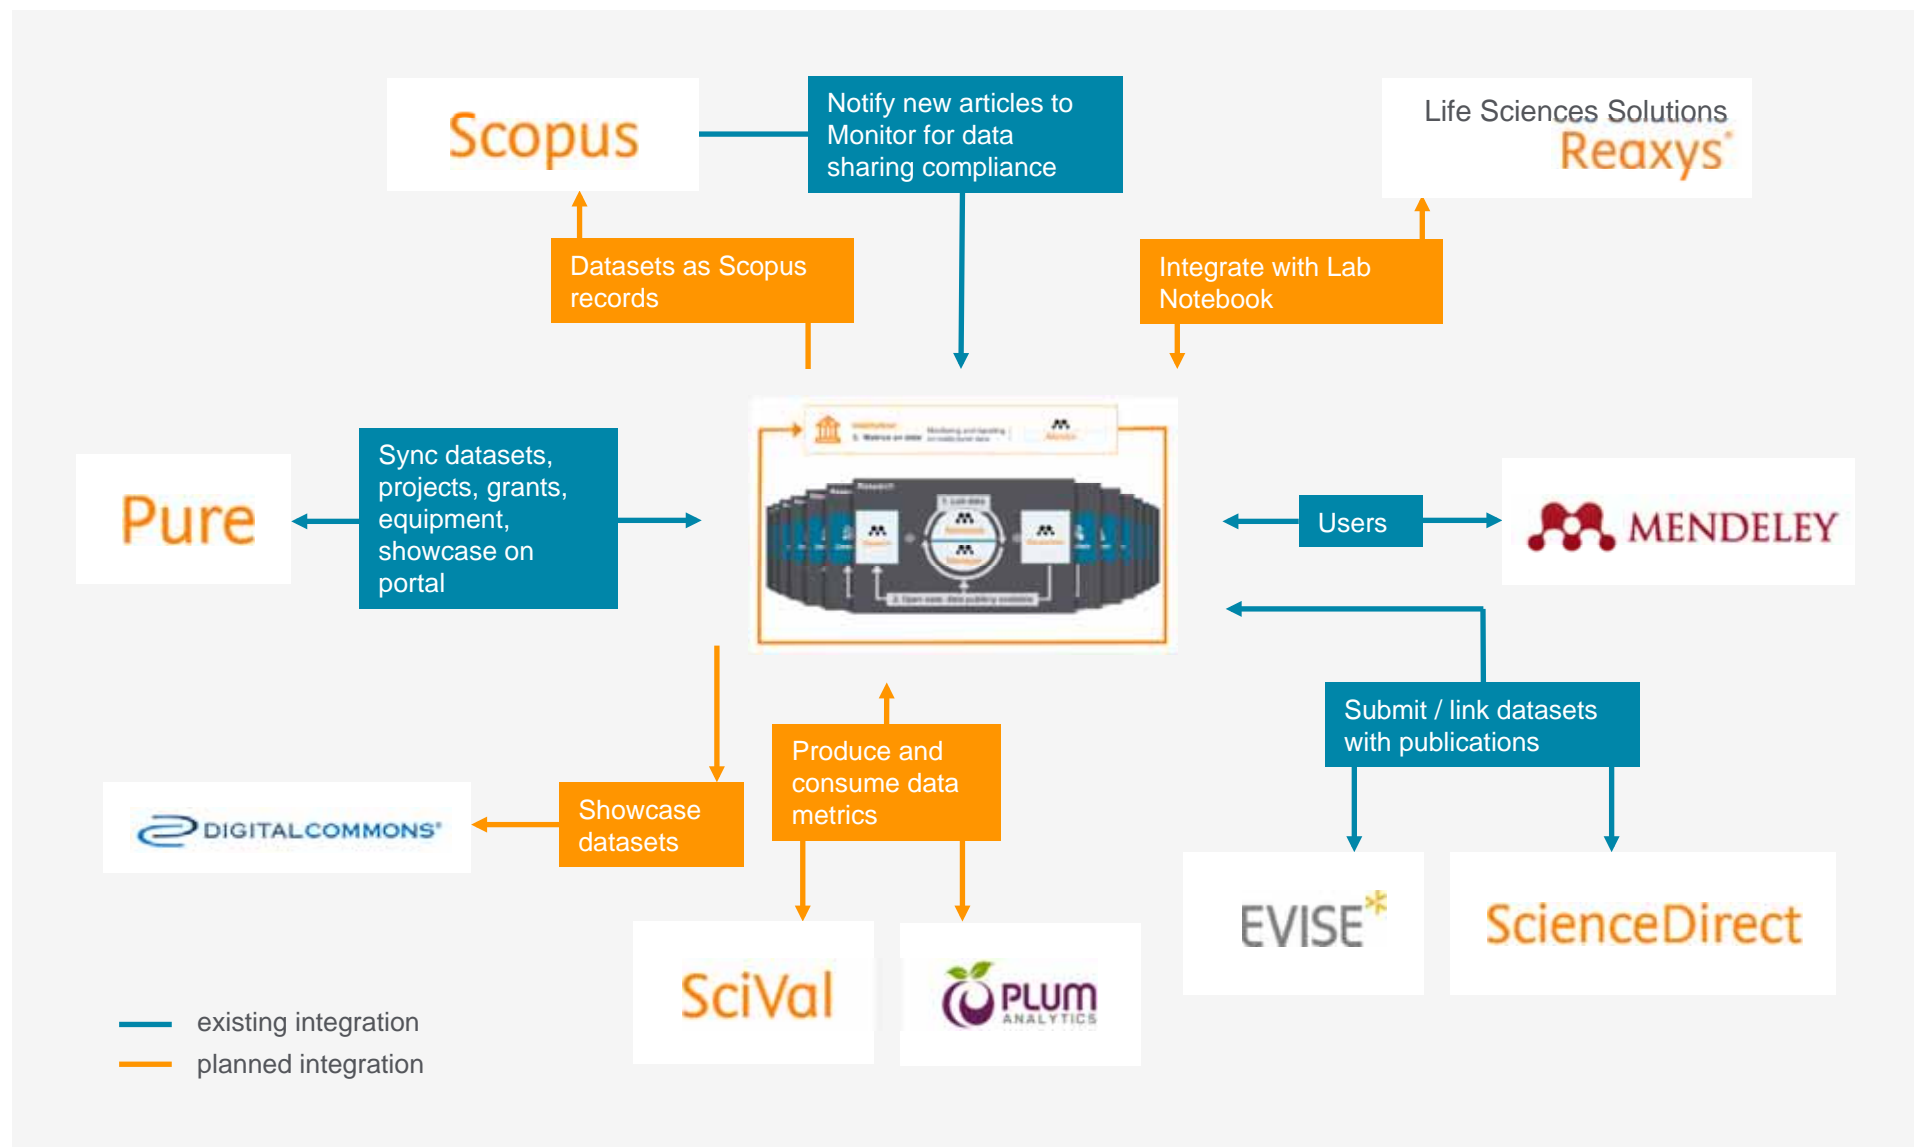 Scopus
Notify new articles to
Monitor for data
sharing compliance
Life Sciences Solutions
Reaxys®
Datasets as Scopus
records
Integrate with Lab
Notebook
Pure
Sync datasets,
projects, grants,
equipment,
showcase on
portal
Users
MENDELEY
Submit / link datasets
with publications
Produce and
consume data
metrics
Showcase
datasets
DIGITALCOMMONS®
EVISE
ScienceDirect
SciVal
PLUM
ANALYTICS
existing integration
planned integration